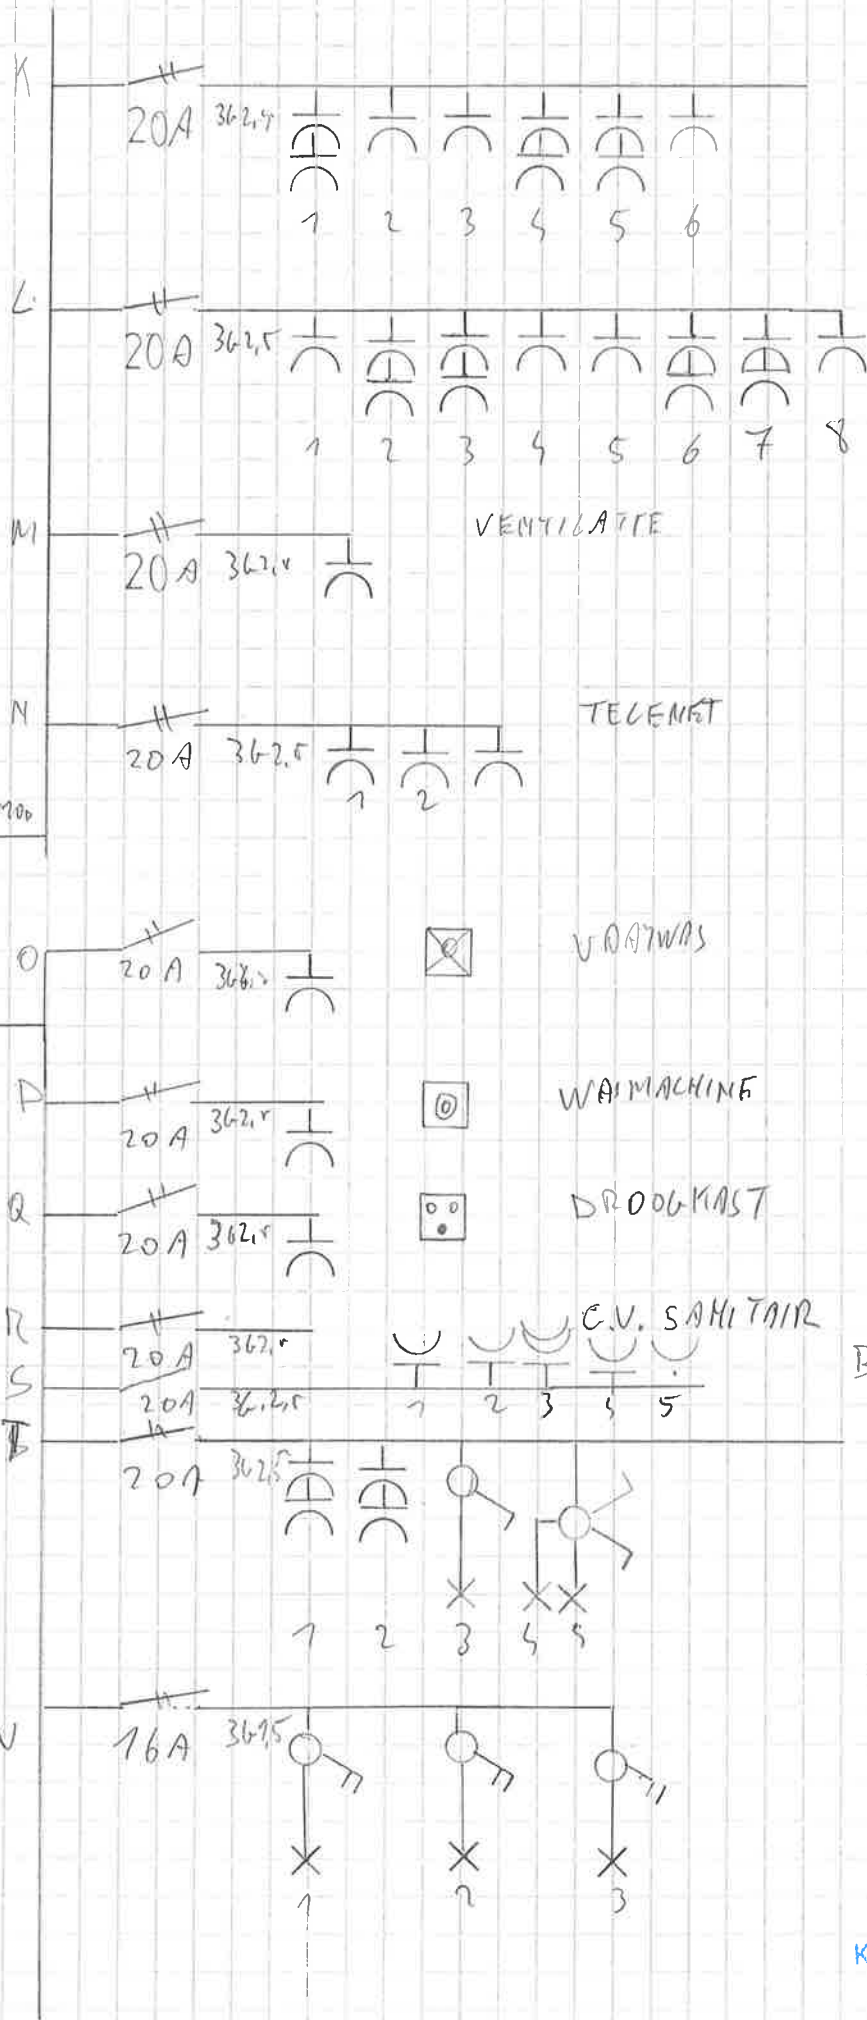 K
20A 3G2,5
1 2 3 4 5 6
L
20A 3G2,5
1 2 3 4 5 6 7 8
M
VENTILATIE
20A 3G2,5
N
TELENET
20A 3G2,5
1 2
O
VAATWAS
20A
P
WASMACHINE
20A 3G2,5
Q
DROOGKAST
20A 3G2,5
R
C.V. SANITAIR
20A 3G2,5
S
20A 3G2,5
1 2 3 4 5
20A 3G2,5
1 2 3 4 4
16A 3G1,5
1 2 3
K